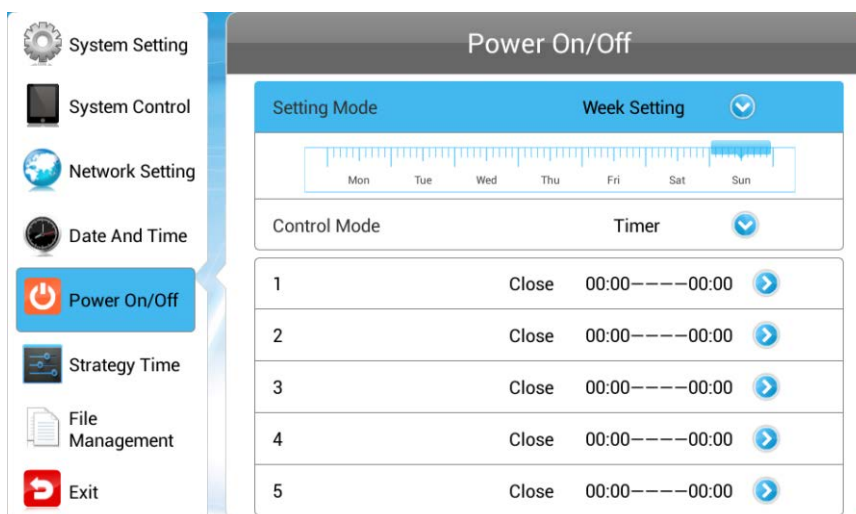 System Setting
System Control
Network Setting
Date And Time
Power On/Off
Strategy Time
File
Management
Exit
Power On/Off
Setting Mode Week Setting
Mon Tue Wed Thu Fri Sat Sun
Control Mode Timer
1 Close 00:00----00:00
2 Close 00:00----00:00
3 Close 00:00----00:00
4 Close 00:00----00:00
5 Close 00:00----00:00